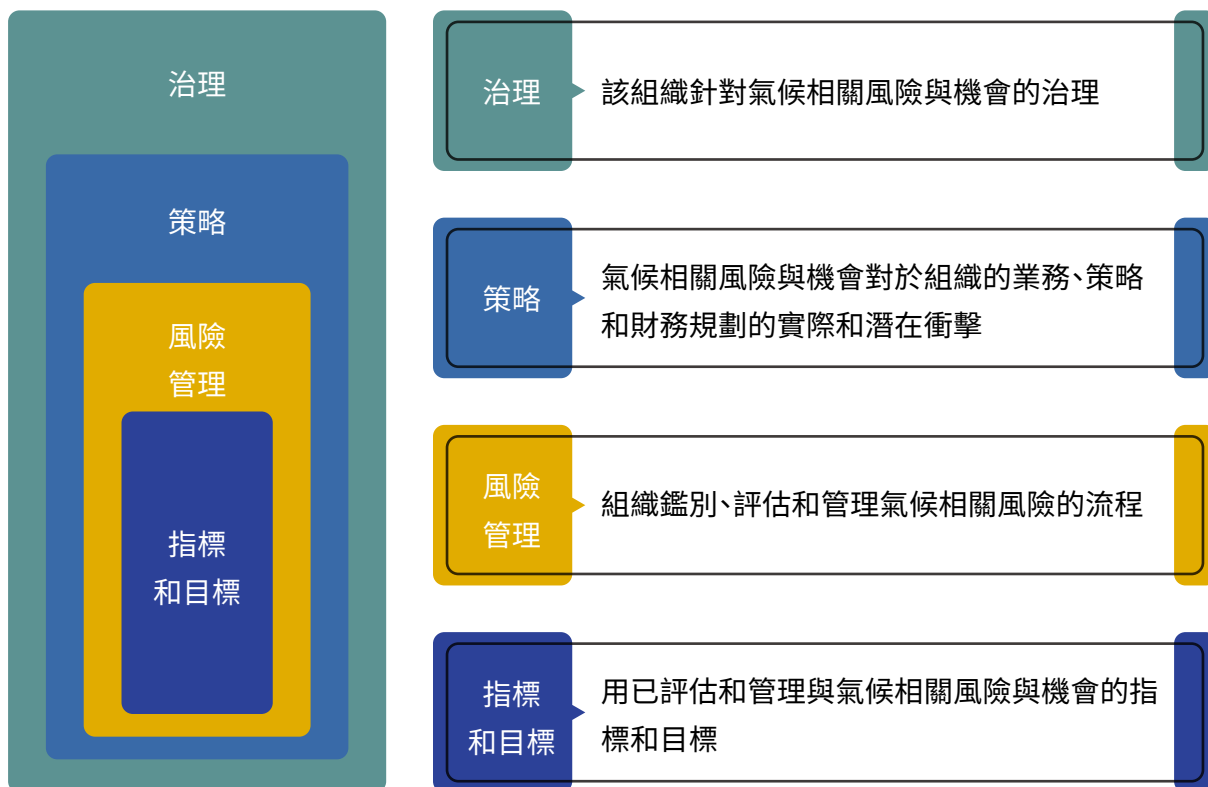 治理
策略
風險
管理
指標
和目標
治理
該組織針對氣候相關風險與機會的治理
策略
氣候相關風險與機會對於組織的業務、策略
和財務規劃的實際和潛在衝擊
風險
管理
組織鑑別、評估和管理氣候相關風險的流程
指標
和目標
用已評估和管理與氣候相關風險與機會的指
標和目標